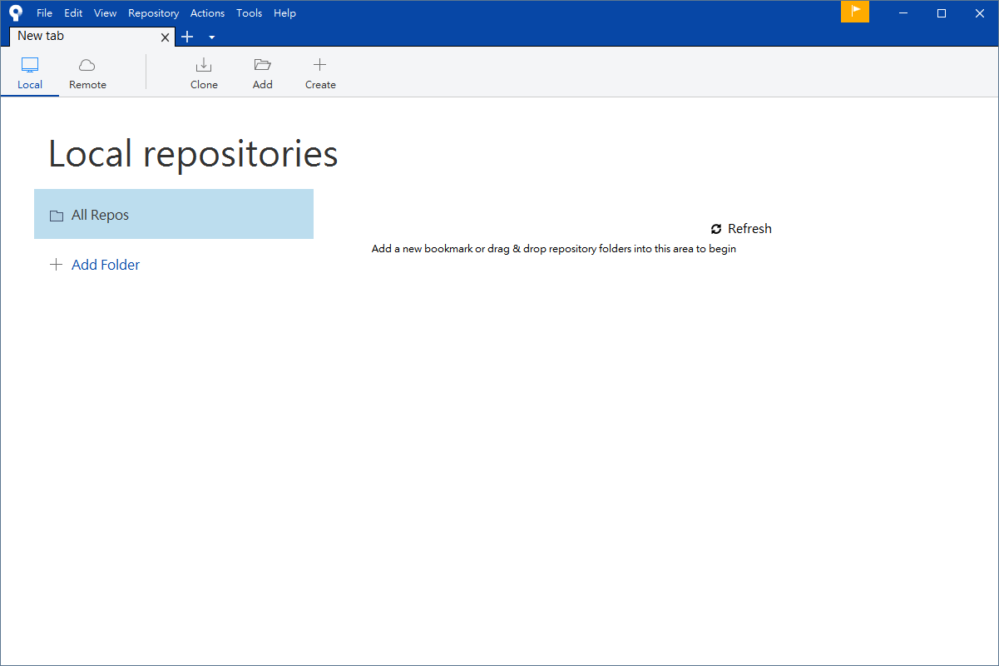 File Edit View Repository Actions Tools Help
New tab
Local Remote Clone Add Create
Local repositories
All Repos
Refresh
Add a new bookmark or drag & drop repository folders into this area to begin
Add Folder